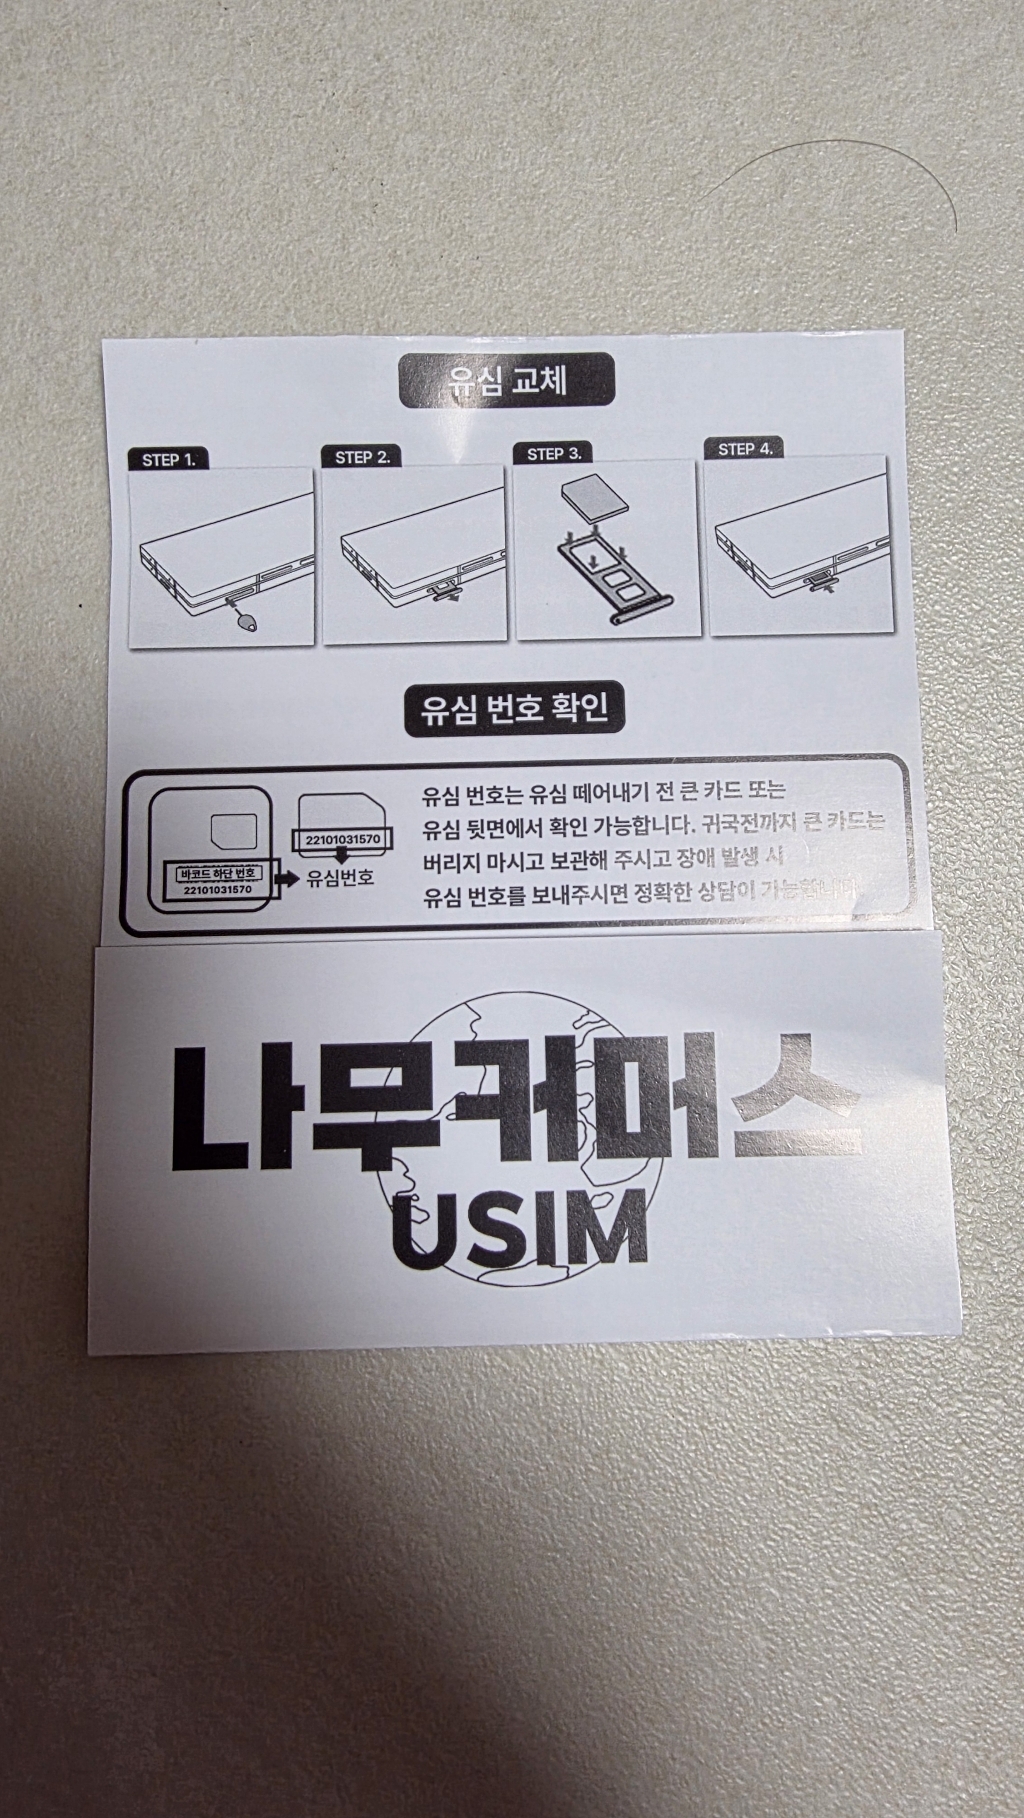 유심 교체
STEP 1.
STEP 2.
STEP 3.
STEP 4.
유심 번호 확인
바코드 하단 번호
22101031570
22101031570
유심번호
유심 번호는 유심 떼어내기 전 큰 카드 또는
유심 뒷면에서 확인 가능합니다. 귀국전까지 큰 카드는
버리지 마시고 보관해 주시고 장애 발생 시
유심 번호를 보내주시면 정확한 상담이 가능합니다.
나무커머스
USIM